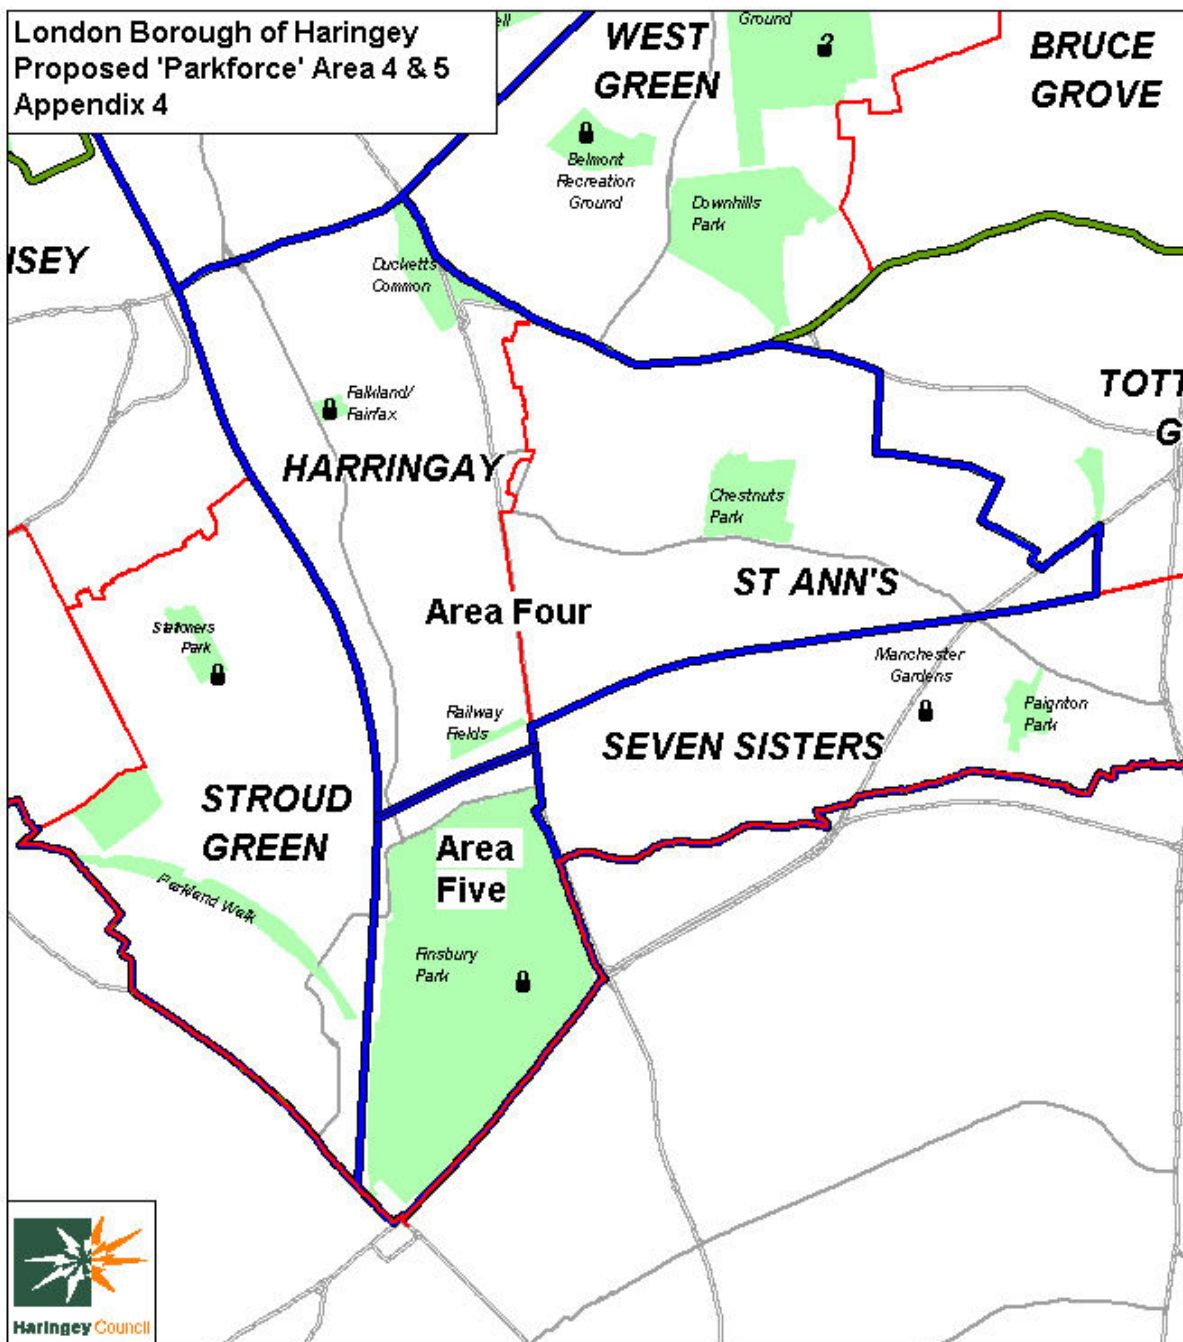 London Borough of Haringey
Proposed 'Parkforce' Area 4 & 5
Appendix 4
ell
WEST
GREEN
Ground
BRUCE
GROVE
Belmont
Recreation
Ground
Downhills
Park
ISEY
Ducketts
Common
TOTT
G
Falkland/
Fairfax
HARRINGAY
Chestnuts
Park
ST ANN'S
Area Four
Stationers
Park
Manchester
Gardens
Paignton
Park
Railway
Fields
SEVEN SISTERS
STROUD
GREEN
Area
Five
Parkland Walk
Finsbury
Park
Haringey Council